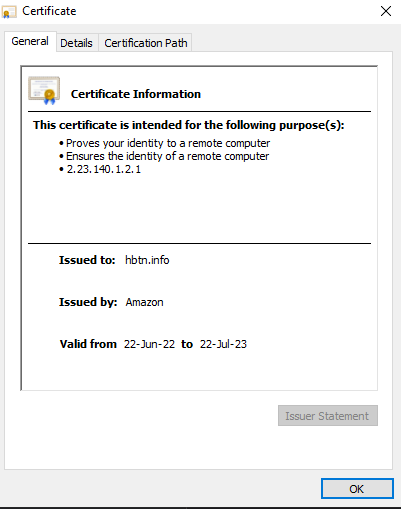 Certificate
General Details Certification Path
Certificate Information
This certificate is intended for the following purpose(s):
• Proves your identity to a remote computer
• Ensures the identity of a remote computer
• 2.23.140.1.2.1
Issued to: hbtn.info
Issued by: Amazon
Valid from 22-Jun-22 to 22-Jul-23
Issuer Statement
OK